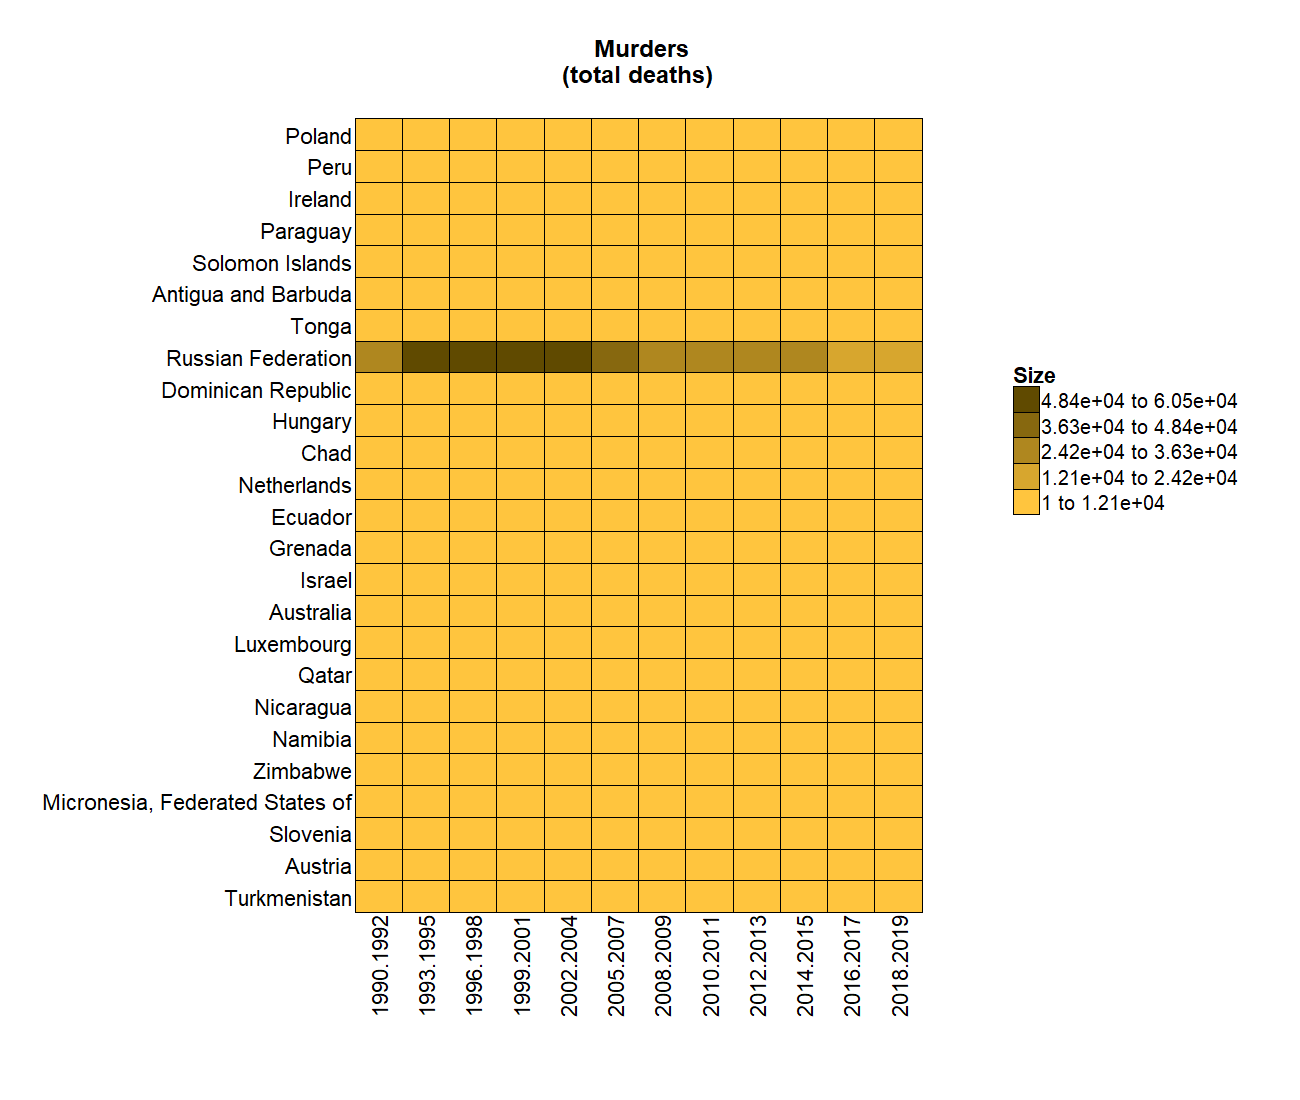 Murders
(total deaths)
Poland
Peru
Ireland
Paraguay
Solomon Islands
Antigua and Barbuda
Tonga
Russian Federation
Dominican Republic
Hungary
Chad
Netherlands
Ecuador
Grenada
Israel
Australia
Luxembourg
Qatar
Nicaragua
Namibia
Zimbabwe
Micronesia, Federated States of
Slovenia
Austria
Turkmenistan
1990.1992
1993.1995
1996.1998
1999.2001
2002.2004
2005.2007
2008.2009
2010.2011
2012.2013
2014.2015
2016.2017
2018.2019
Size
4.84e+04 to 6.05e+04
3.63e+04 to 4.84e+04
2.42e+04 to 3.63e+04
1.21e+04 to 2.42e+04
1 to 1.21e+04